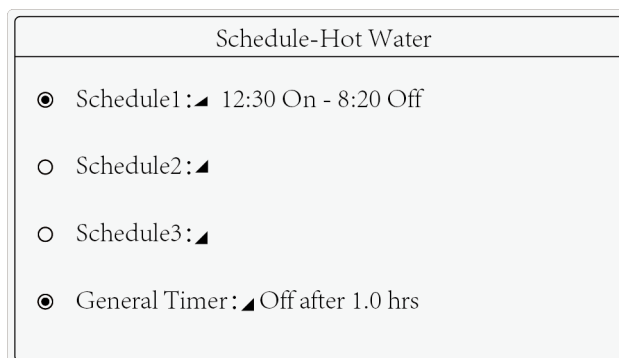 Schedule-Hot Water
Schedule1: 12:30 On - 8:20 Off
Schedule2:
Schedule3:
General Timer: Off after 1.0 hrs